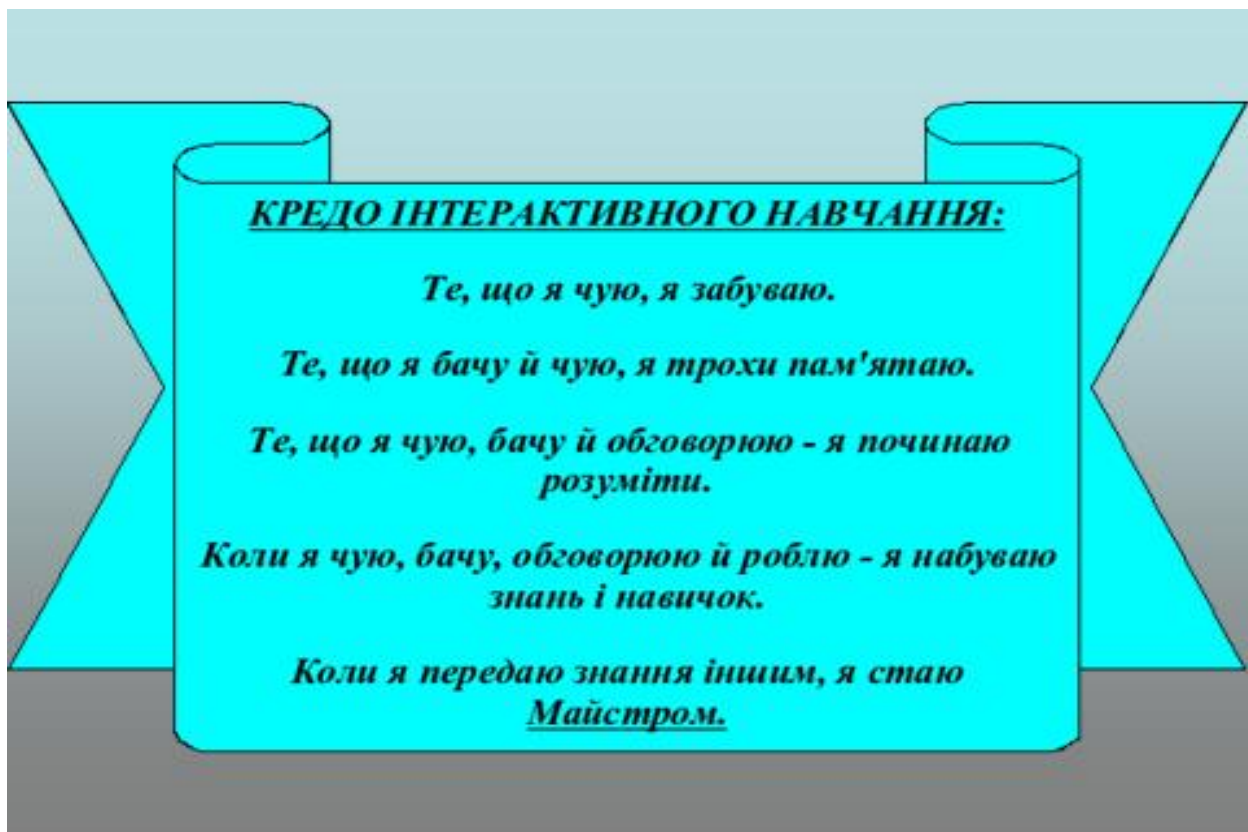 КРЕДО ІНТЕРАКТИВНОГО НАВЧАННЯ:
Те, що я чую, я забуваю.
Те, що я бачу й чую, я трохи пам'ятаю.
Те, що я чую, бачу й обговорюю - я починаю
розуміти.
Коли я чую, бачу, обговорюю й роблю - я набуваю
знань і навичок.
Коли я передаю знання іншим, я стаю
Майстром.